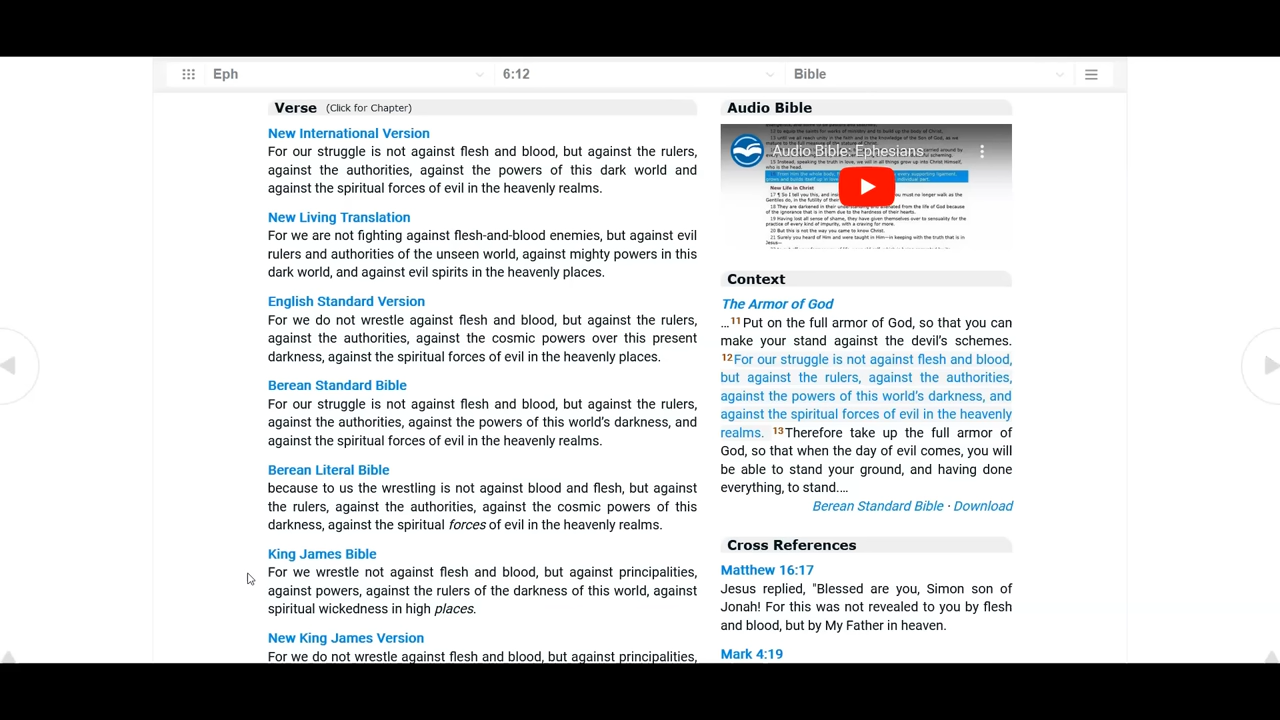 Eph
6:12
Bible
Verse (Click for Chapter)
New International Version
For our struggle is not against flesh and blood, but against the rulers,
against the authorities, against the powers of this dark world and
against the spiritual forces of evil in the heavenly realms.
New Living Translation
For we are not fighting against flesh-and-blood enemies, but against evil
rulers and authorities of the unseen world, against mighty powers in this
dark world, and against evil spirits in the heavenly places.
English Standard Version
For we do not wrestle against flesh and blood, but against the rulers,
against the authorities, against the cosmic powers over this present
darkness, against the spiritual forces of evil in the heavenly places.
Berean Standard Bible
For our struggle is not against flesh and blood, but against the rulers,
against the authorities, against the powers of this world's darkness, and
against the spiritual forces of evil in the heavenly realms.
Berean Literal Bible
because to us the wrestling is not against blood and flesh, but against
the rulers, against the authorities, against the cosmic powers of this
darkness, against the spiritual forces of evil in the heavenly realms.
King James Bible
For we wrestle not against flesh and blood, but against principalities,
against powers, against the rulers of the darkness of this world, against
spiritual wickedness in high places.
New King James Version
For we do not wrestle against flesh and blood, but against principalities,
Audio Bible
Audio Bible: Ephesians
New Life in Christ
Context
The Armor of God
…11Put on the full armor of God, so that you can
make your stand against the devil's schemes.
12For our struggle is not against flesh and blood,
but against the rulers, against the authorities,
against the powers of this world's darkness, and
against the spiritual forces of evil in the heavenly
realms. 13Therefore take up the full armor of
God, so that when the day of evil comes, you will
be able to stand your ground, and having done
everything, to stand.…
Berean Standard Bible · Download
Cross References
Matthew 16:17
Jesus replied, "Blessed are you, Simon son of
Jonah! For this was not revealed to you by flesh
and blood, but by My Father in heaven.
Mark 4:19